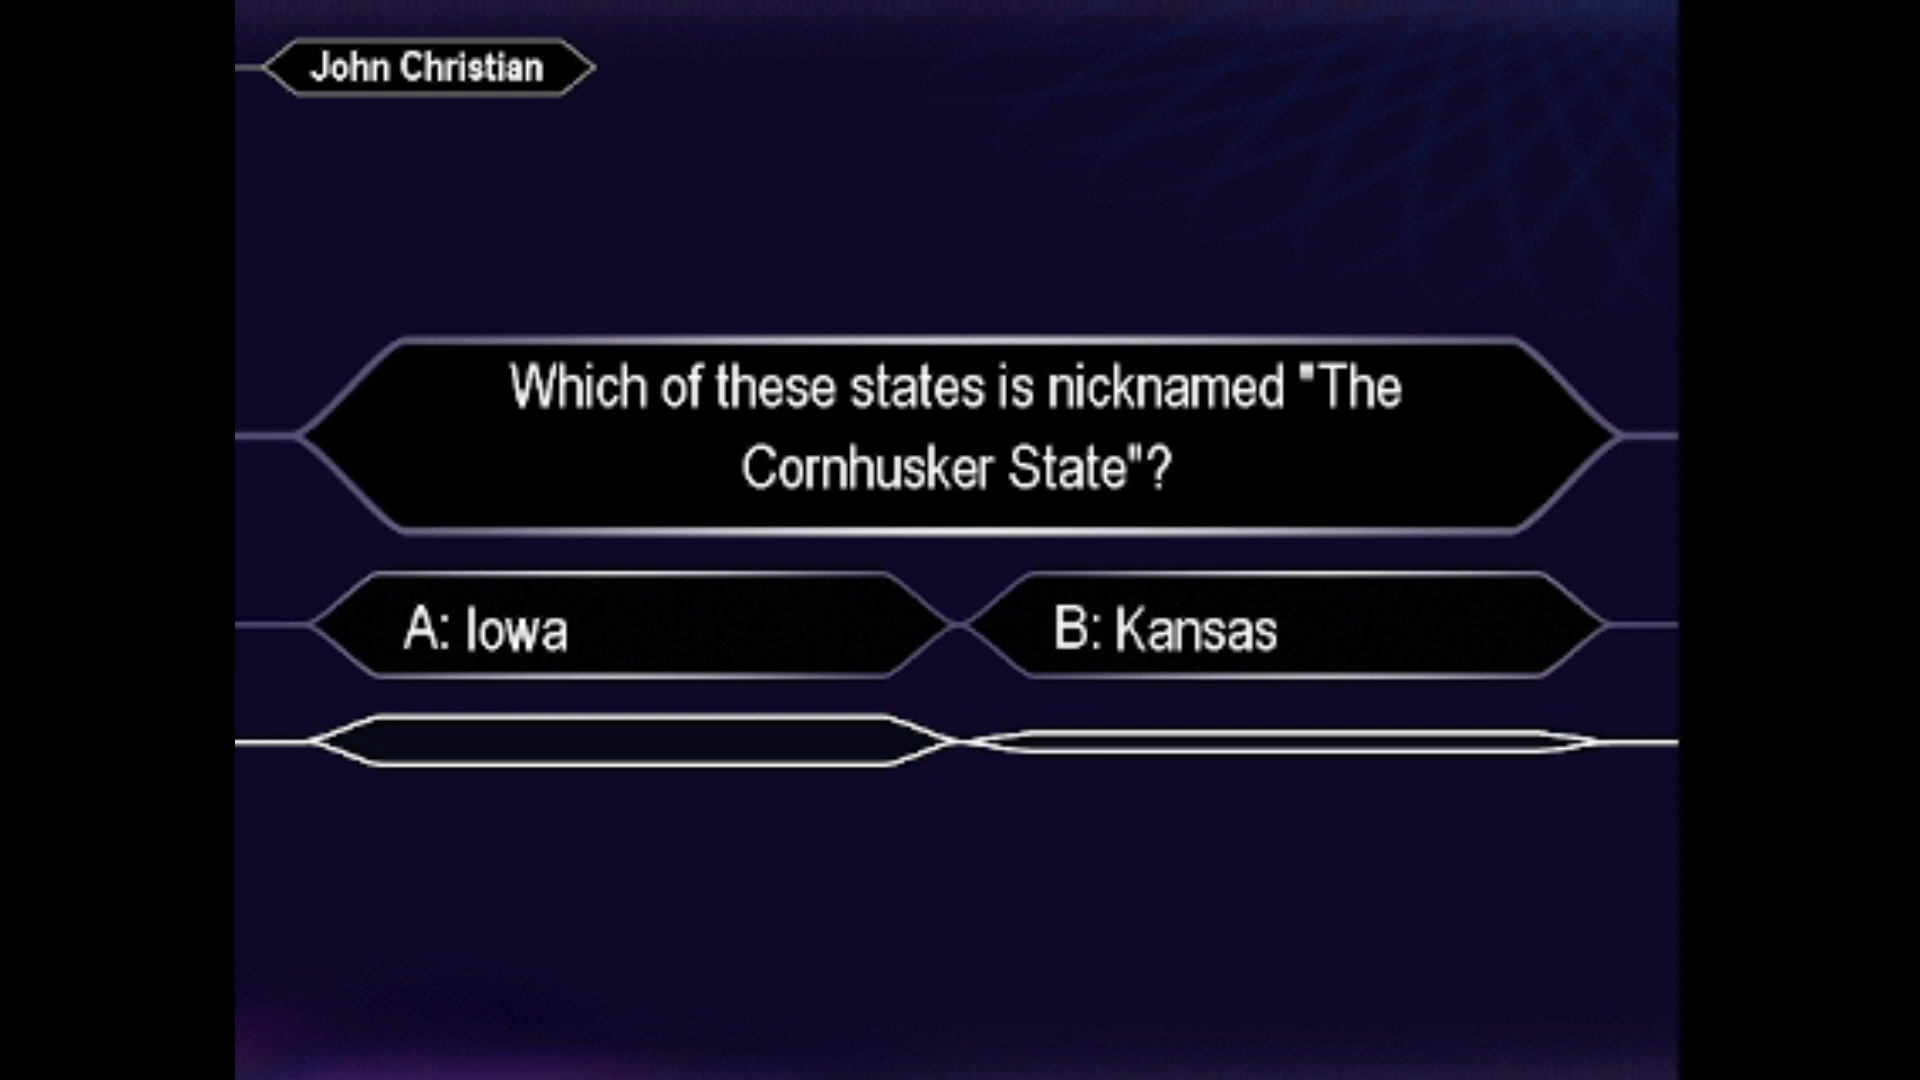 John Christian
Which of these states is nicknamed "The
Cornhusker State"?
A: Iowa
B: Kansas